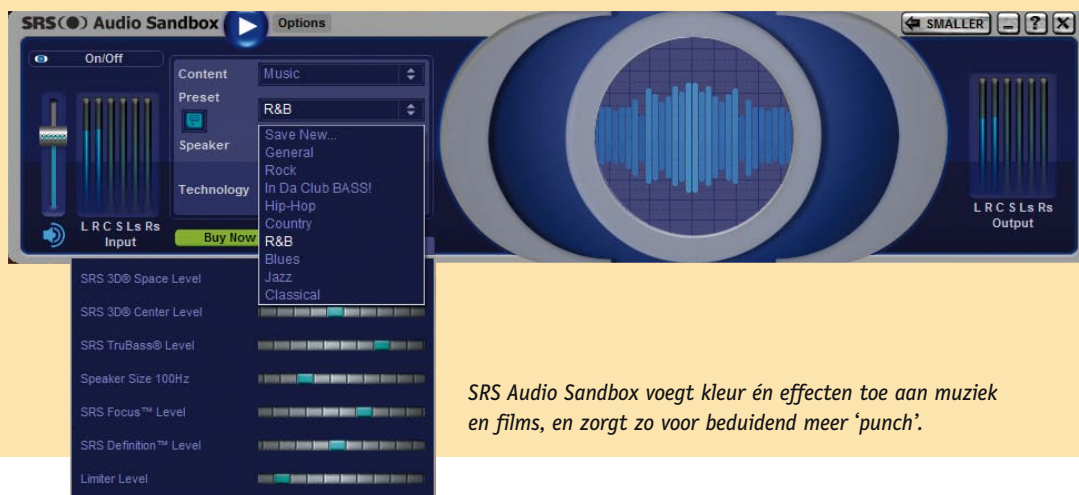 SRS(●) Audio Sandbox
Options
SMALLER
?
On/Off
Content
Music
Preset
R&B
Speaker
Technology
Save New...
General
Rock
In Da Club BASS!
Hip-Hop
Country
R&B
Blues
Jazz
Classical
L R C S Ls Rs
Input
Buy Now
L R C S Ls Rs
Output
SRS 3D® Space Level
SRS 3D® Center Level
SRS TruBass® Level
Speaker Size 100Hz
SRS Focus™ Level
SRS Definition™ Level
Limiter Level
SRS Audio Sandbox voegt kleur én effecten toe aan muziek
en films, en zorgt zo voor beduidend meer ‘punch’.